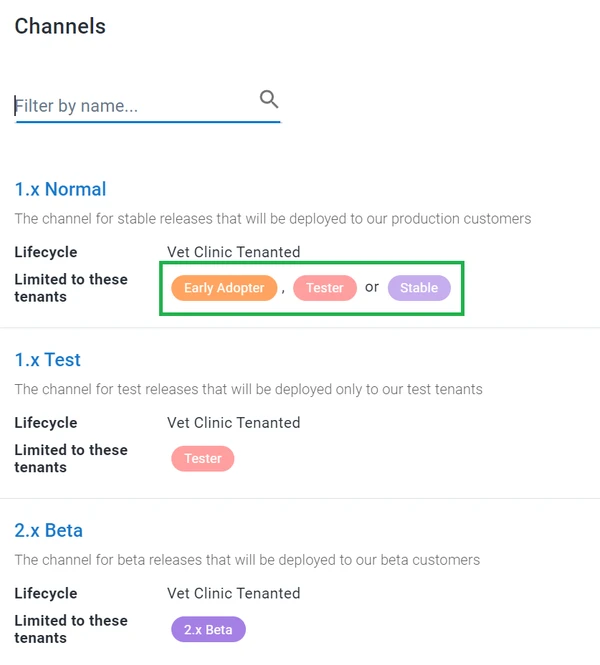 Channels
Filter by name...
1.x Normal
The channel for stable releases that will be deployed to our production customers
Lifecycle Vet Clinic Tenanted
Limited to these tenants Early Adopter , Tester or Stable
1.x Test
The channel for test releases that will be deployed only to our test tenants
Lifecycle Vet Clinic Tenanted
Limited to these tenants Tester
2.x Beta
The channel for beta releases that will be deployed to our beta customers
Lifecycle Vet Clinic Tenanted
Limited to these tenants 2.x Beta